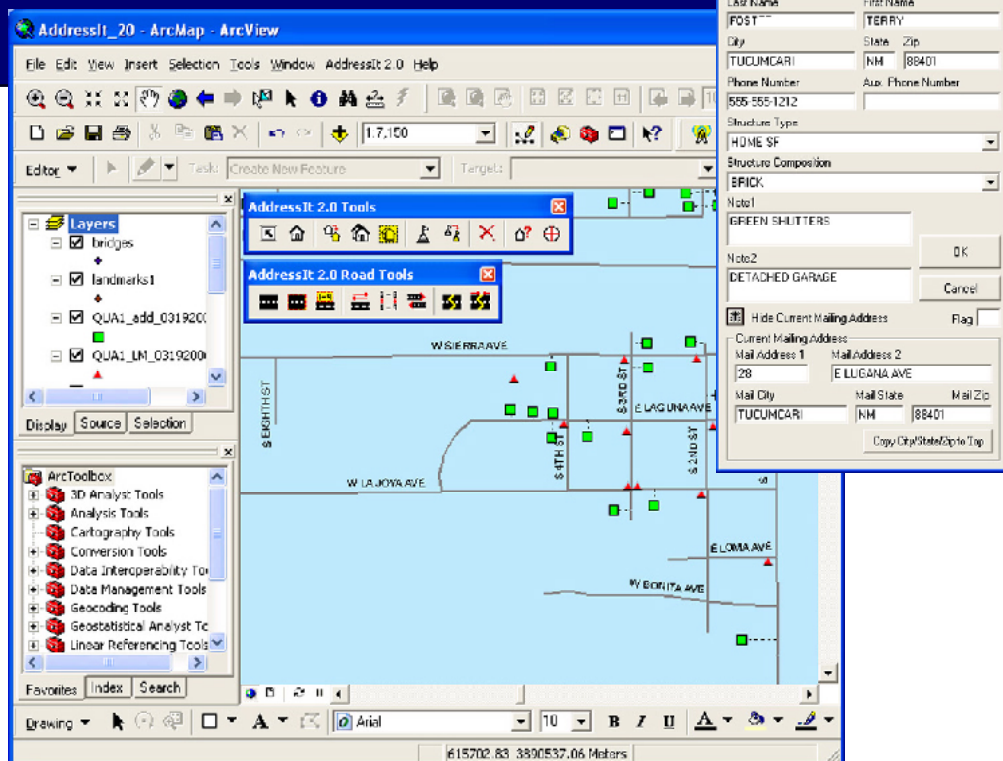 AddressIt_20 - ArcMap - ArcView
File Edit View Insert Selection Tools Window AddressIt 2.0 Help
1:7,150
Editor Task: Create New Feature Target:
Layers
bridges
landmarks1
QUA1_add_031920
QUA1_LM_031920
Display Source Selection
ArcToolbox
3D Analyst Tools
Analysis Tools
Cartography Tools
Conversion Tools
Data Interoperability To
Data Management Tools
Geocoding Tools
Geostatistical Analyst Tc
Linear Referencing Tools
Favorites Index Search
AddressIt 2.0 Tools
AddressIt 2.0 Road Tools
W SIERRA AVE
S EIGHTH ST
S 3RD ST
E LAGUNA AVE
S 4TH ST
S 2ND ST
W LA JOYA AVE
E LOMA AVE
W BONITA AVE
Drawing A Arial 10 B I U A
615702.83 3890537.06 Meters
Last Name First Name
TERRY
City State Zip
TUCUMCARI NM 88401
Phone Number Aux. Phone Number
555-555-1212
Structure Type
HOME SF
Structure Composition
BRICK
Note1
GREEN SHUTTERS
OK
Note2
DETACHED GARAGE
Cancel
Hide Current Mailing Address Flag
Current Mailing Address
Mail Address 1 Mail Address 2
28 E LUGANA AVE
Mail City Mail State Mail Zip
TUCUMCARI NM 88401
Copy City/State/Zip to Top